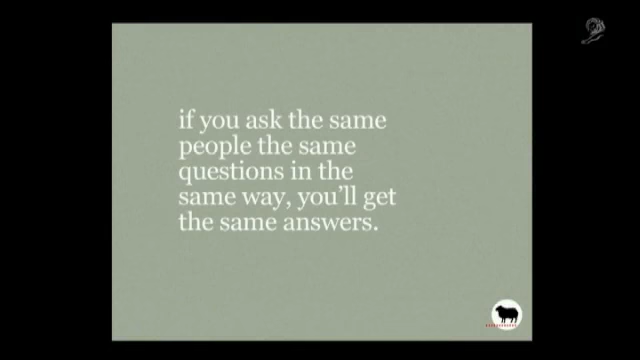 if you ask the same
people the same
questions in the
same way, you’ll get
the same answers.